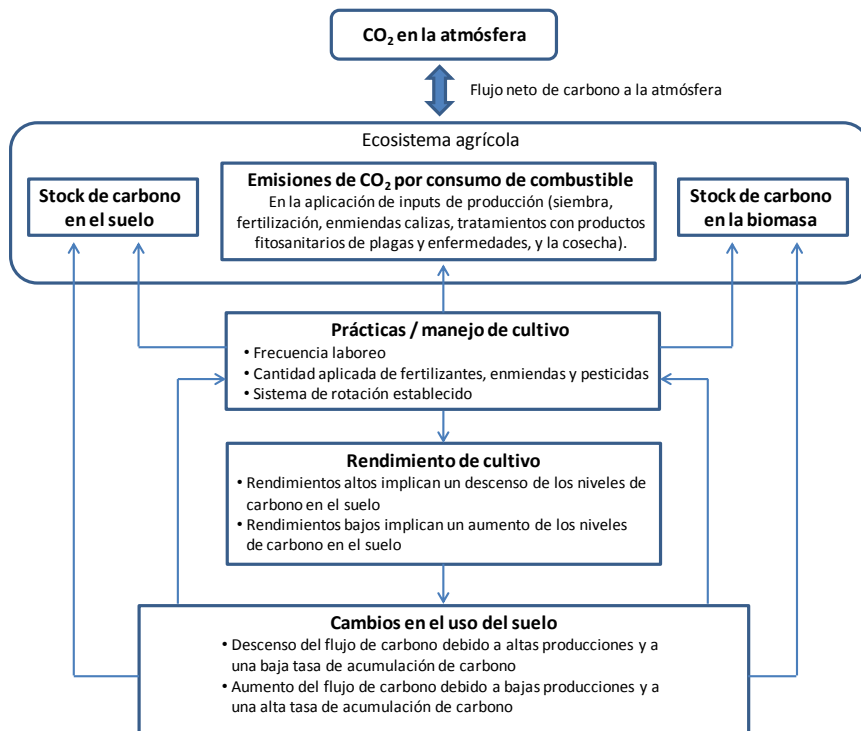 CO₂ en la atmósfera
Flujo neto de carbono a la atmósfera
Ecosistema agrícola
Stock de carbono
en el suelo
Emisiones de CO₂ por consumo de combustible
En la aplicación de inputs de producción (siembra,
fertilización, enmiendas calizas, tratamientos con productos
fitosanitarios de plagas y enfermedades, y la cosecha).
Stock de carbono
en la biomasa
Prácticas / manejo de cultivo
• Frecuencia laboreo
• Cantidad aplicada de fertilizantes, enmiendas y pesticidas
• Sistema de rotación establecido
Rendimiento de cultivo
• Rendimientos altos implican un descenso de los niveles de
carbono en el suelo
• Rendimientos bajos implican un aumento de los niveles
de carbono en el suelo
Cambios en el uso del suelo
• Descenso del flujo de carbono debido a altas producciones y a
una baja tasa de acumulación de carbono
• Aumento del flujo de carbono debido a bajas producciones y a
una alta tasa de acumulación de carbono